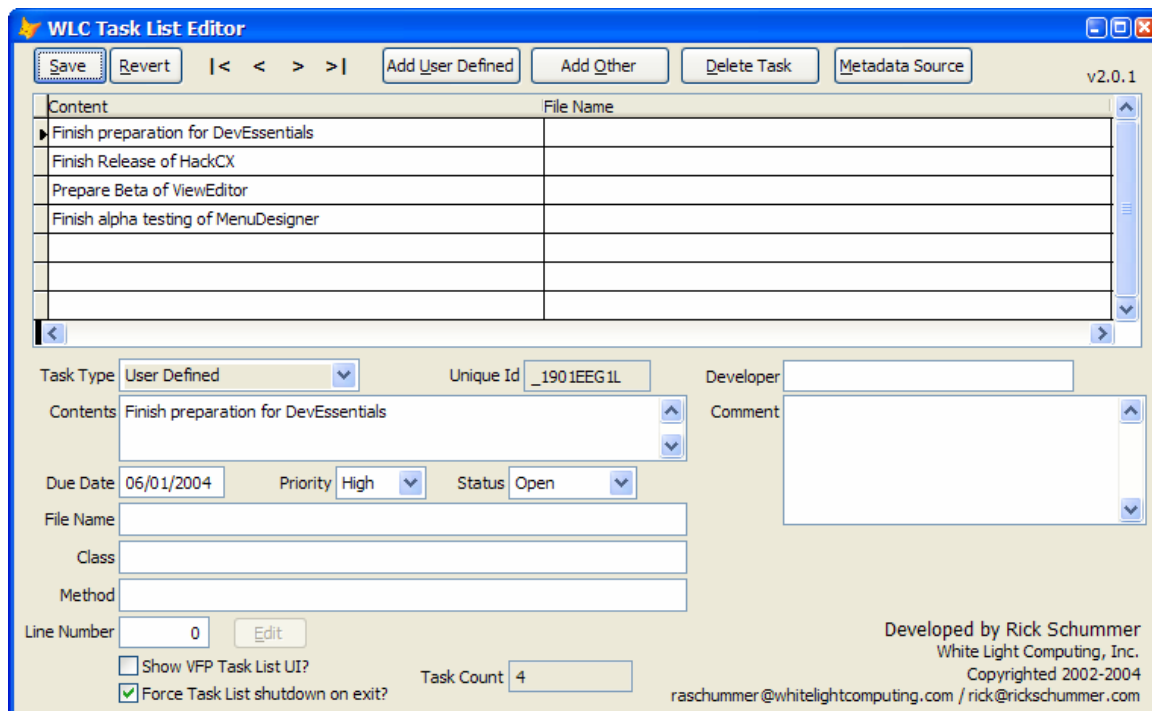 WLC Task List Editor
Save Revert |< < > >| Add User Defined Add Other Delete Task Metadata Source v2.0.1
Content File Name
Finish preparation for DevEssentials
Finish Release of HackCX
Prepare Beta of ViewEditor
Finish alpha testing of MenuDesigner
Task Type User Defined Unique Id _1901EEG1L Developer
Contents Finish preparation for DevEssentials Comment
Due Date 06/01/2004 Priority High Status Open
File Name
Class
Method
Line Number 0 Edit
Show VFP Task List UI?
Force Task List shutdown on exit?
Task Count 4
Developed by Rick Schummer
White Light Computing, Inc.
Copyrighted 2002-2004
raschummer@whitelightcomputing.com / rick@rickschummer.com